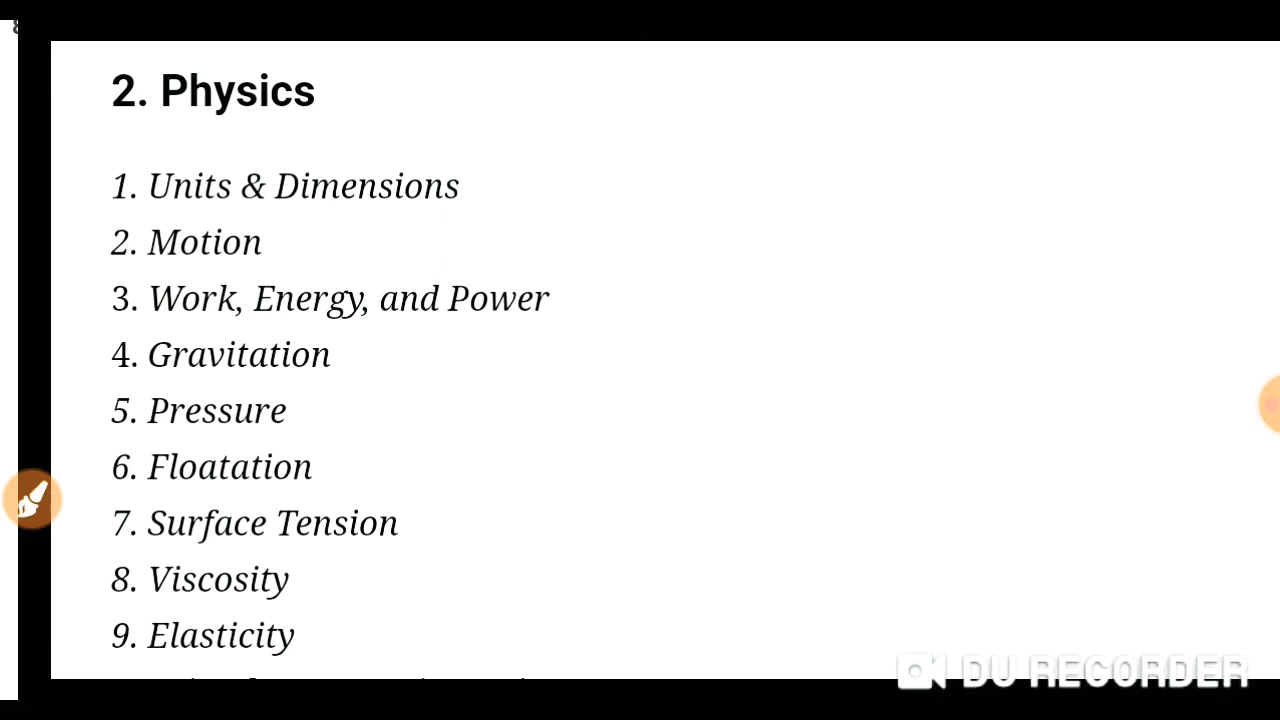 2. Physics
1. Units & Dimensions
2. Motion
3. Work, Energy, and Power
4. Gravitation
5. Pressure
6. Floatation
7. Surface Tension
8. Viscosity
9. Elasticity
DU RECORDER